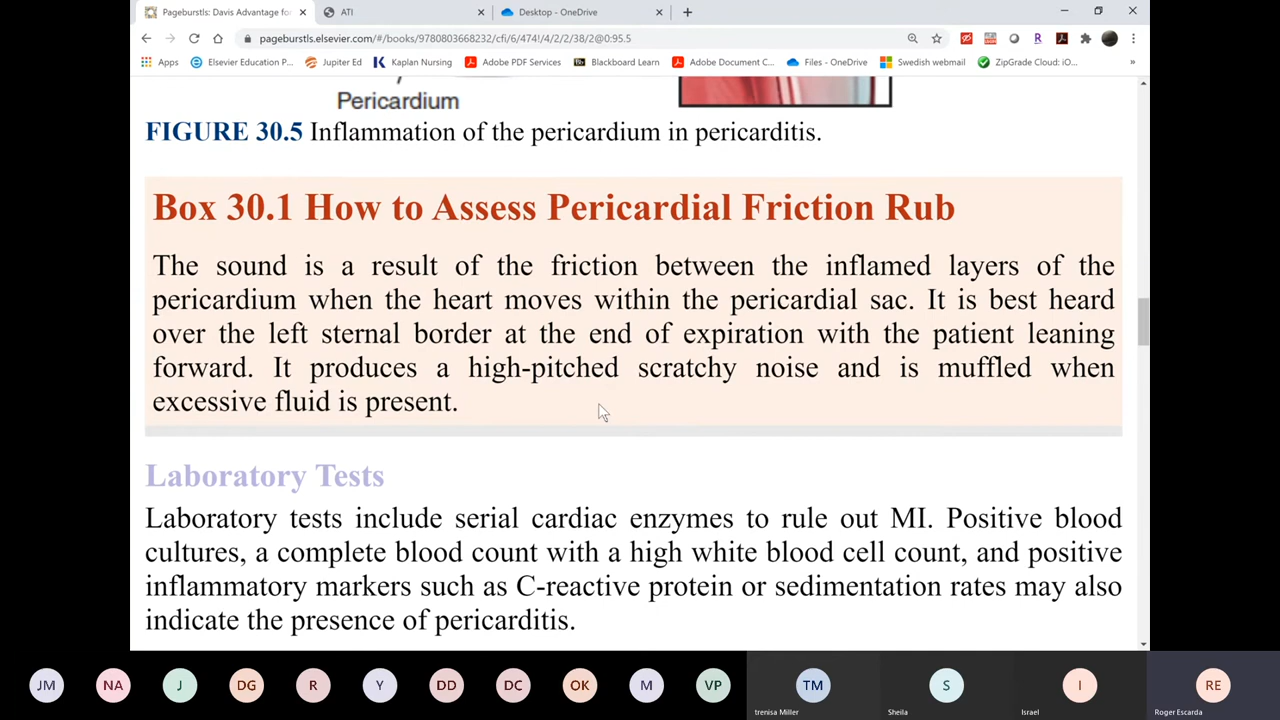 Pageburstls: Davis Advantage for
ATI
Desktop - OneDrive
pageburstls.elsevier.com/#/books/9780803668232/cfi/6/474!/4/2/2/38/2@0:95.5
Apps
Elsevier Education P...
Jupiter Ed
Kaplan Nursing
Adobe PDF Services
Blackboard Learn
Adobe Document C...
Files - OneDrive
Swedish webmail
ZipGrade Cloud: iO...
Pericardium
FIGURE 30.5 Inflammation of the pericardium in pericarditis.
Box 30.1 How to Assess Pericardial Friction Rub
The sound is a result of the friction between the inflamed layers of the
pericardium when the heart moves within the pericardial sac. It is best heard
over the left sternal border at the end of expiration with the patient leaning
forward. It produces a high-pitched scratchy noise and is muffled when
excessive fluid is present.
Laboratory Tests
Laboratory tests include serial cardiac enzymes to rule out MI. Positive blood
cultures, a complete blood count with a high white blood cell count, and positive
inflammatory markers such as C-reactive protein or sedimentation rates may also
indicate the presence of pericarditis.
JM
NA
J
DG
R
Y
DD
DC
OK
M
VP
TM
trenisa Miller
S
Sheila
I
Israel
RE
Roger Escarda